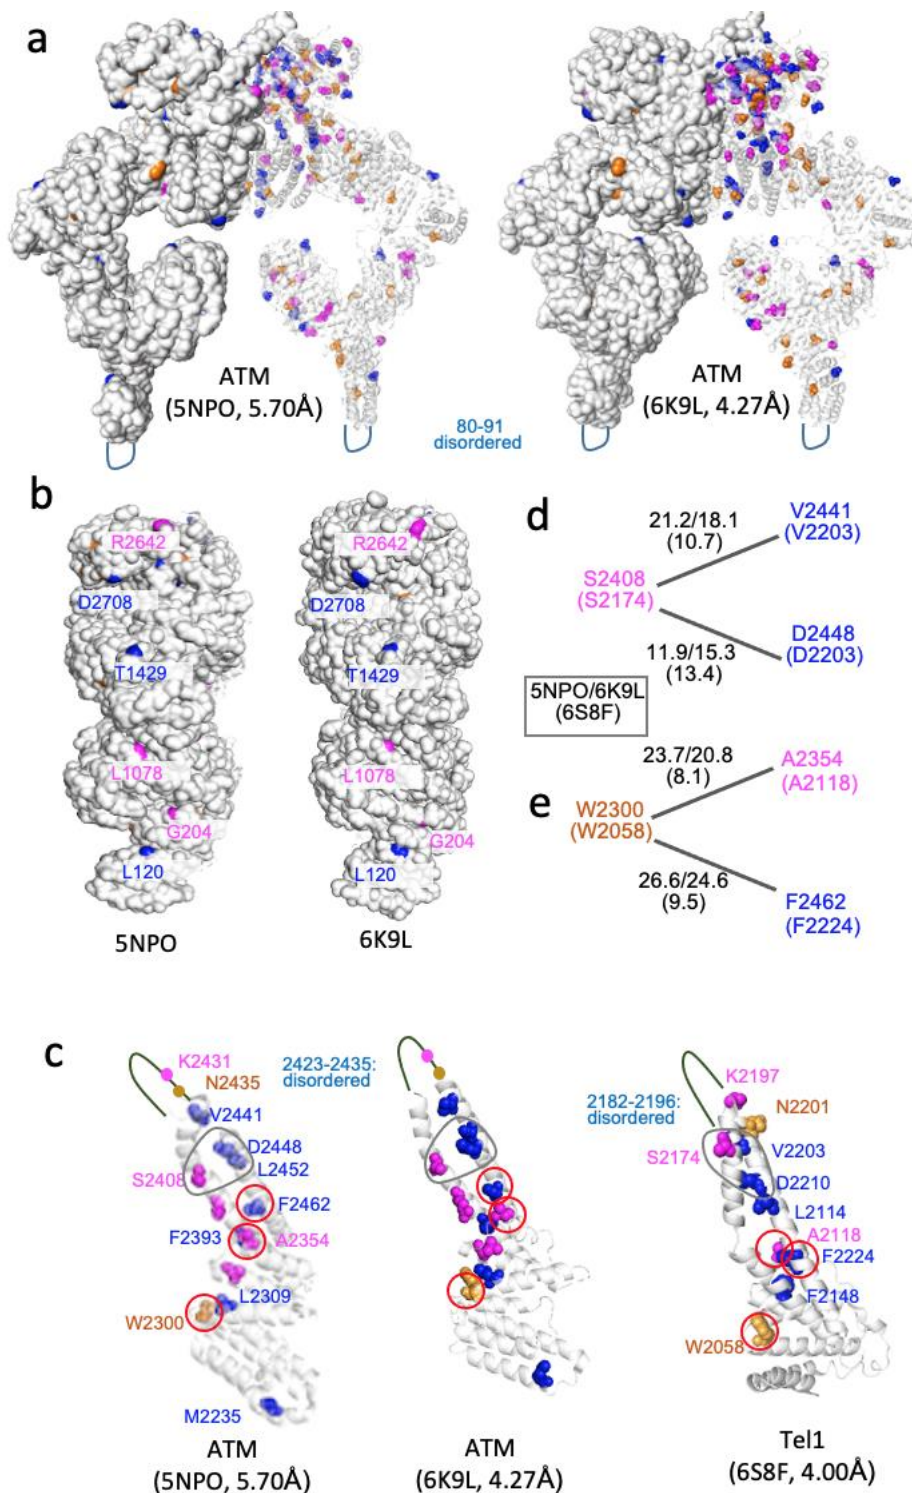 a
ATM
(5NPO, 5.70Å)
80-91
disordered
ATM
(6K9L, 4.27Å)
b
R2642
D2708
T1429
L1078
G204
L120
5NPO
R2642
D2708
T1429
L1078
G204
L120
6K9L
d
21.2/18.1
(10.7)
V2441
(V2203)
S2408
(S2174)
11.9/15.3
(13.4)
D2448
(D2203)
5NPO/6K9L
(6S8F)
e
23.7/20.8
(8.1)
A2354
(A2118)
W2300
(W2058)
26.6/24.6
(9.5)
F2462
(F2224)
c
K2431
N2435
V2441
D2448
L2452
S2408
F2462
F2393
A2354
L2309
W2300
M2235
ATM
(5NPO, 5.70Å)
2423-2435:
disordered
ATM
(6K9L, 4.27Å)
2182-2196:
disordered
K2197
N2201
S2174
V2203
D2210
L2114
A2118
F2224
F2148
W2058
Tel1
(6S8F, 4.00Å)